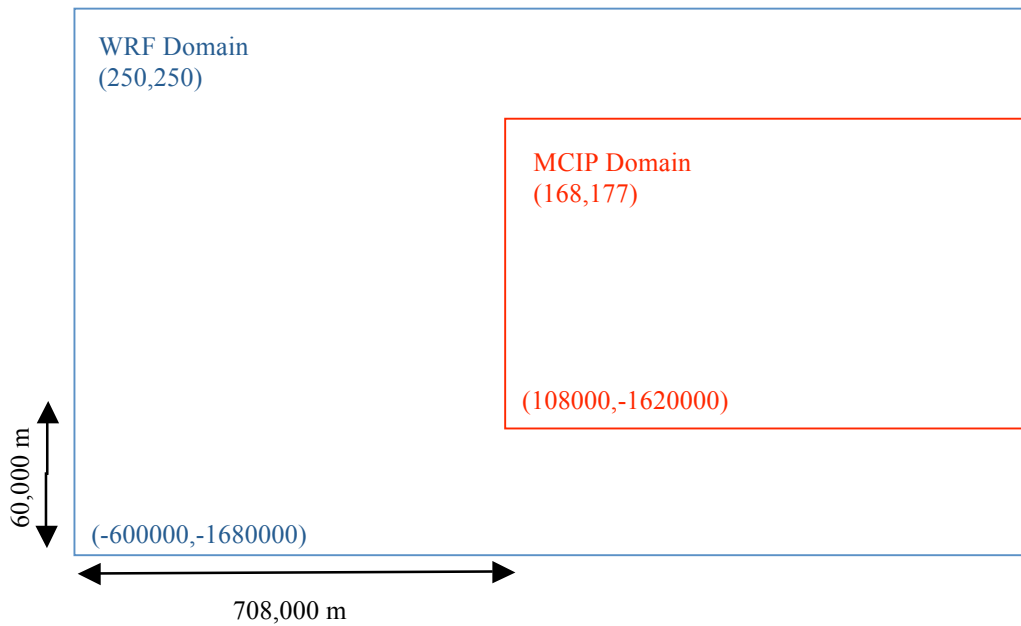 WRF Domain
(250,250)
MCIP Domain
(168,177)
(108000,-1620000)
60,000 m
(-600000,-1680000)
708,000 m